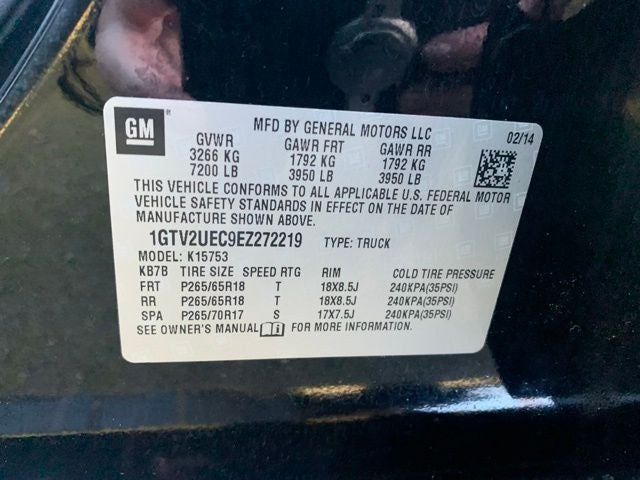 GM
MFD BY GENERAL MOTORS LLC 02/14
GVWR GAWR FRT GAWR RR
3266 KG 1792 KG 1792 KG
7200 LB 3950 LB 3950 LB
THIS VEHICLE CONFORMS TO ALL APPLICABLE U.S. FEDERAL MOTOR
VEHICLE SAFETY STANDARDS IN EFFECT ON THE DATE OF
MANUFACTURE SHOWN ABOVE.
1GTV2UEC9EZ272219 TYPE: TRUCK
MODEL: K15753
KB7B TIRE SIZE SPEED RTG RIM COLD TIRE PRESSURE
FRT P265/65R18 T 18X8.5J 240KPA(35PSI)
RR P265/65R18 T 18X8.5J 240KPA(35PSI)
SPA P265/70R17 S 17X7.5J 240KPA(35PSI)
SEE OWNER'S MANUAL FOR MORE INFORMATION.